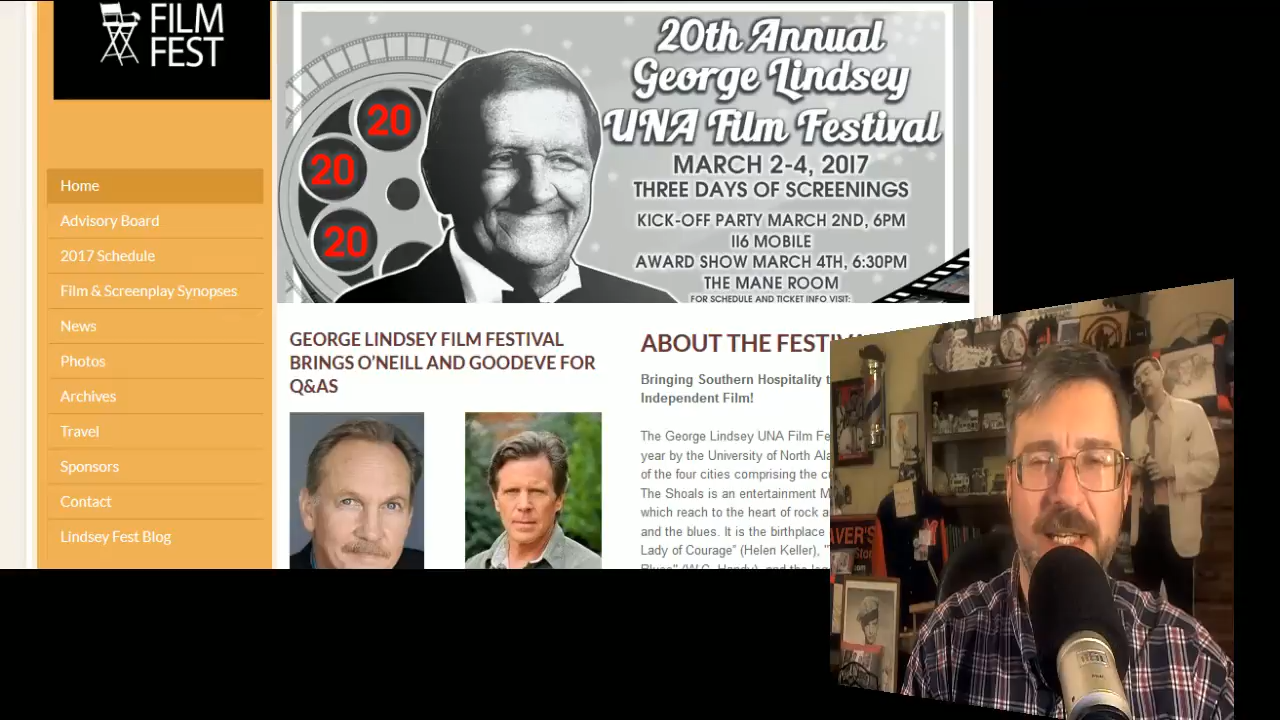 FILM
FEST
Home
Advisory Board
2017 Schedule
Film & Screenplay Synopses
News
Photos
Archives
Travel
Sponsors
Contact
Lindsey Fest Blog
20
20
20
20th Annual
George Lindsey
UNA Film Festival
MARCH 2-4, 2017
THREE DAYS OF SCREENINGS
KICK-OFF PARTY MARCH 2ND, 6PM
116 MOBILE
AWARD SHOW MARCH 4TH, 6:30PM
THE MANE ROOM
FOR SCHEDULE AND TICKET INFO VISIT:
GEORGE LINDSEY FILM FESTIVAL
BRINGS O'NEILL AND GOODEVE FOR
Q&AS
ABOUT THE FESTIV
Bringing Southern Hospitality t
Independent Film!
The George Lindsey UNA Film Fe
year by the University of North Ala
of the four cities comprising the c
The Shoals is an entertainment M
which reach to the heart of rock a
and the blues. It is the birthplace
Lady of Courage" (Helen Keller), "
Blues" (W.C. Handy), and the
AVER'S